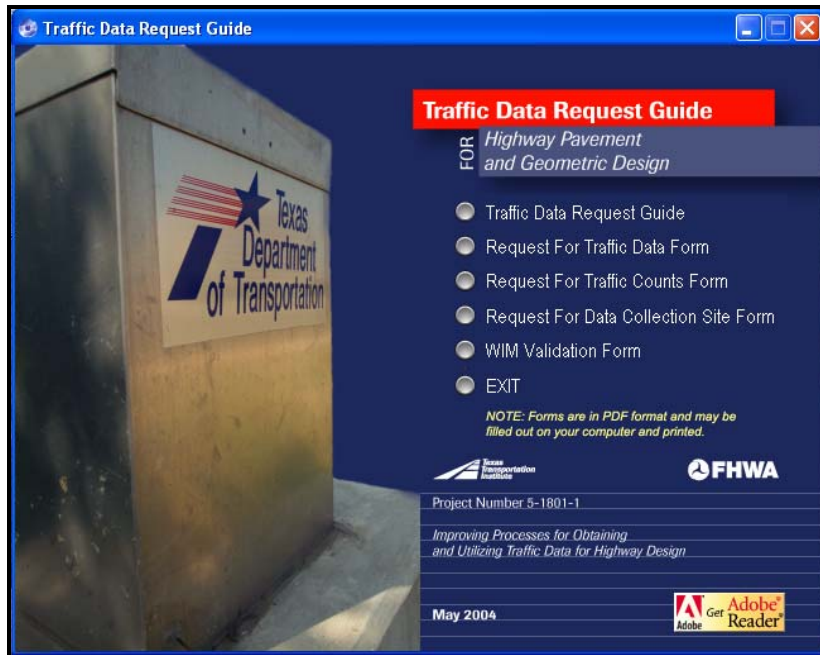 Traffic Data Request Guide
Texas
Department
of Transportation
Traffic Data Request Guide
FOR
Highway Pavement
and Geometric Design
Traffic Data Request Guide
Request For Traffic Data Form
Request For Traffic Counts Form
Request For Data Collection Site Form
WIM Validation Form
EXIT
NOTE: Forms are in PDF format and may be
filled out on your computer and printed.
Texas
Transportation
Institute
FHWA
Project Number 5-1801-1
Improving Processes for Obtaining
and Utilizing Traffic Data for Highway Design
May 2004
Adobe
Get Adobe®
Reader®